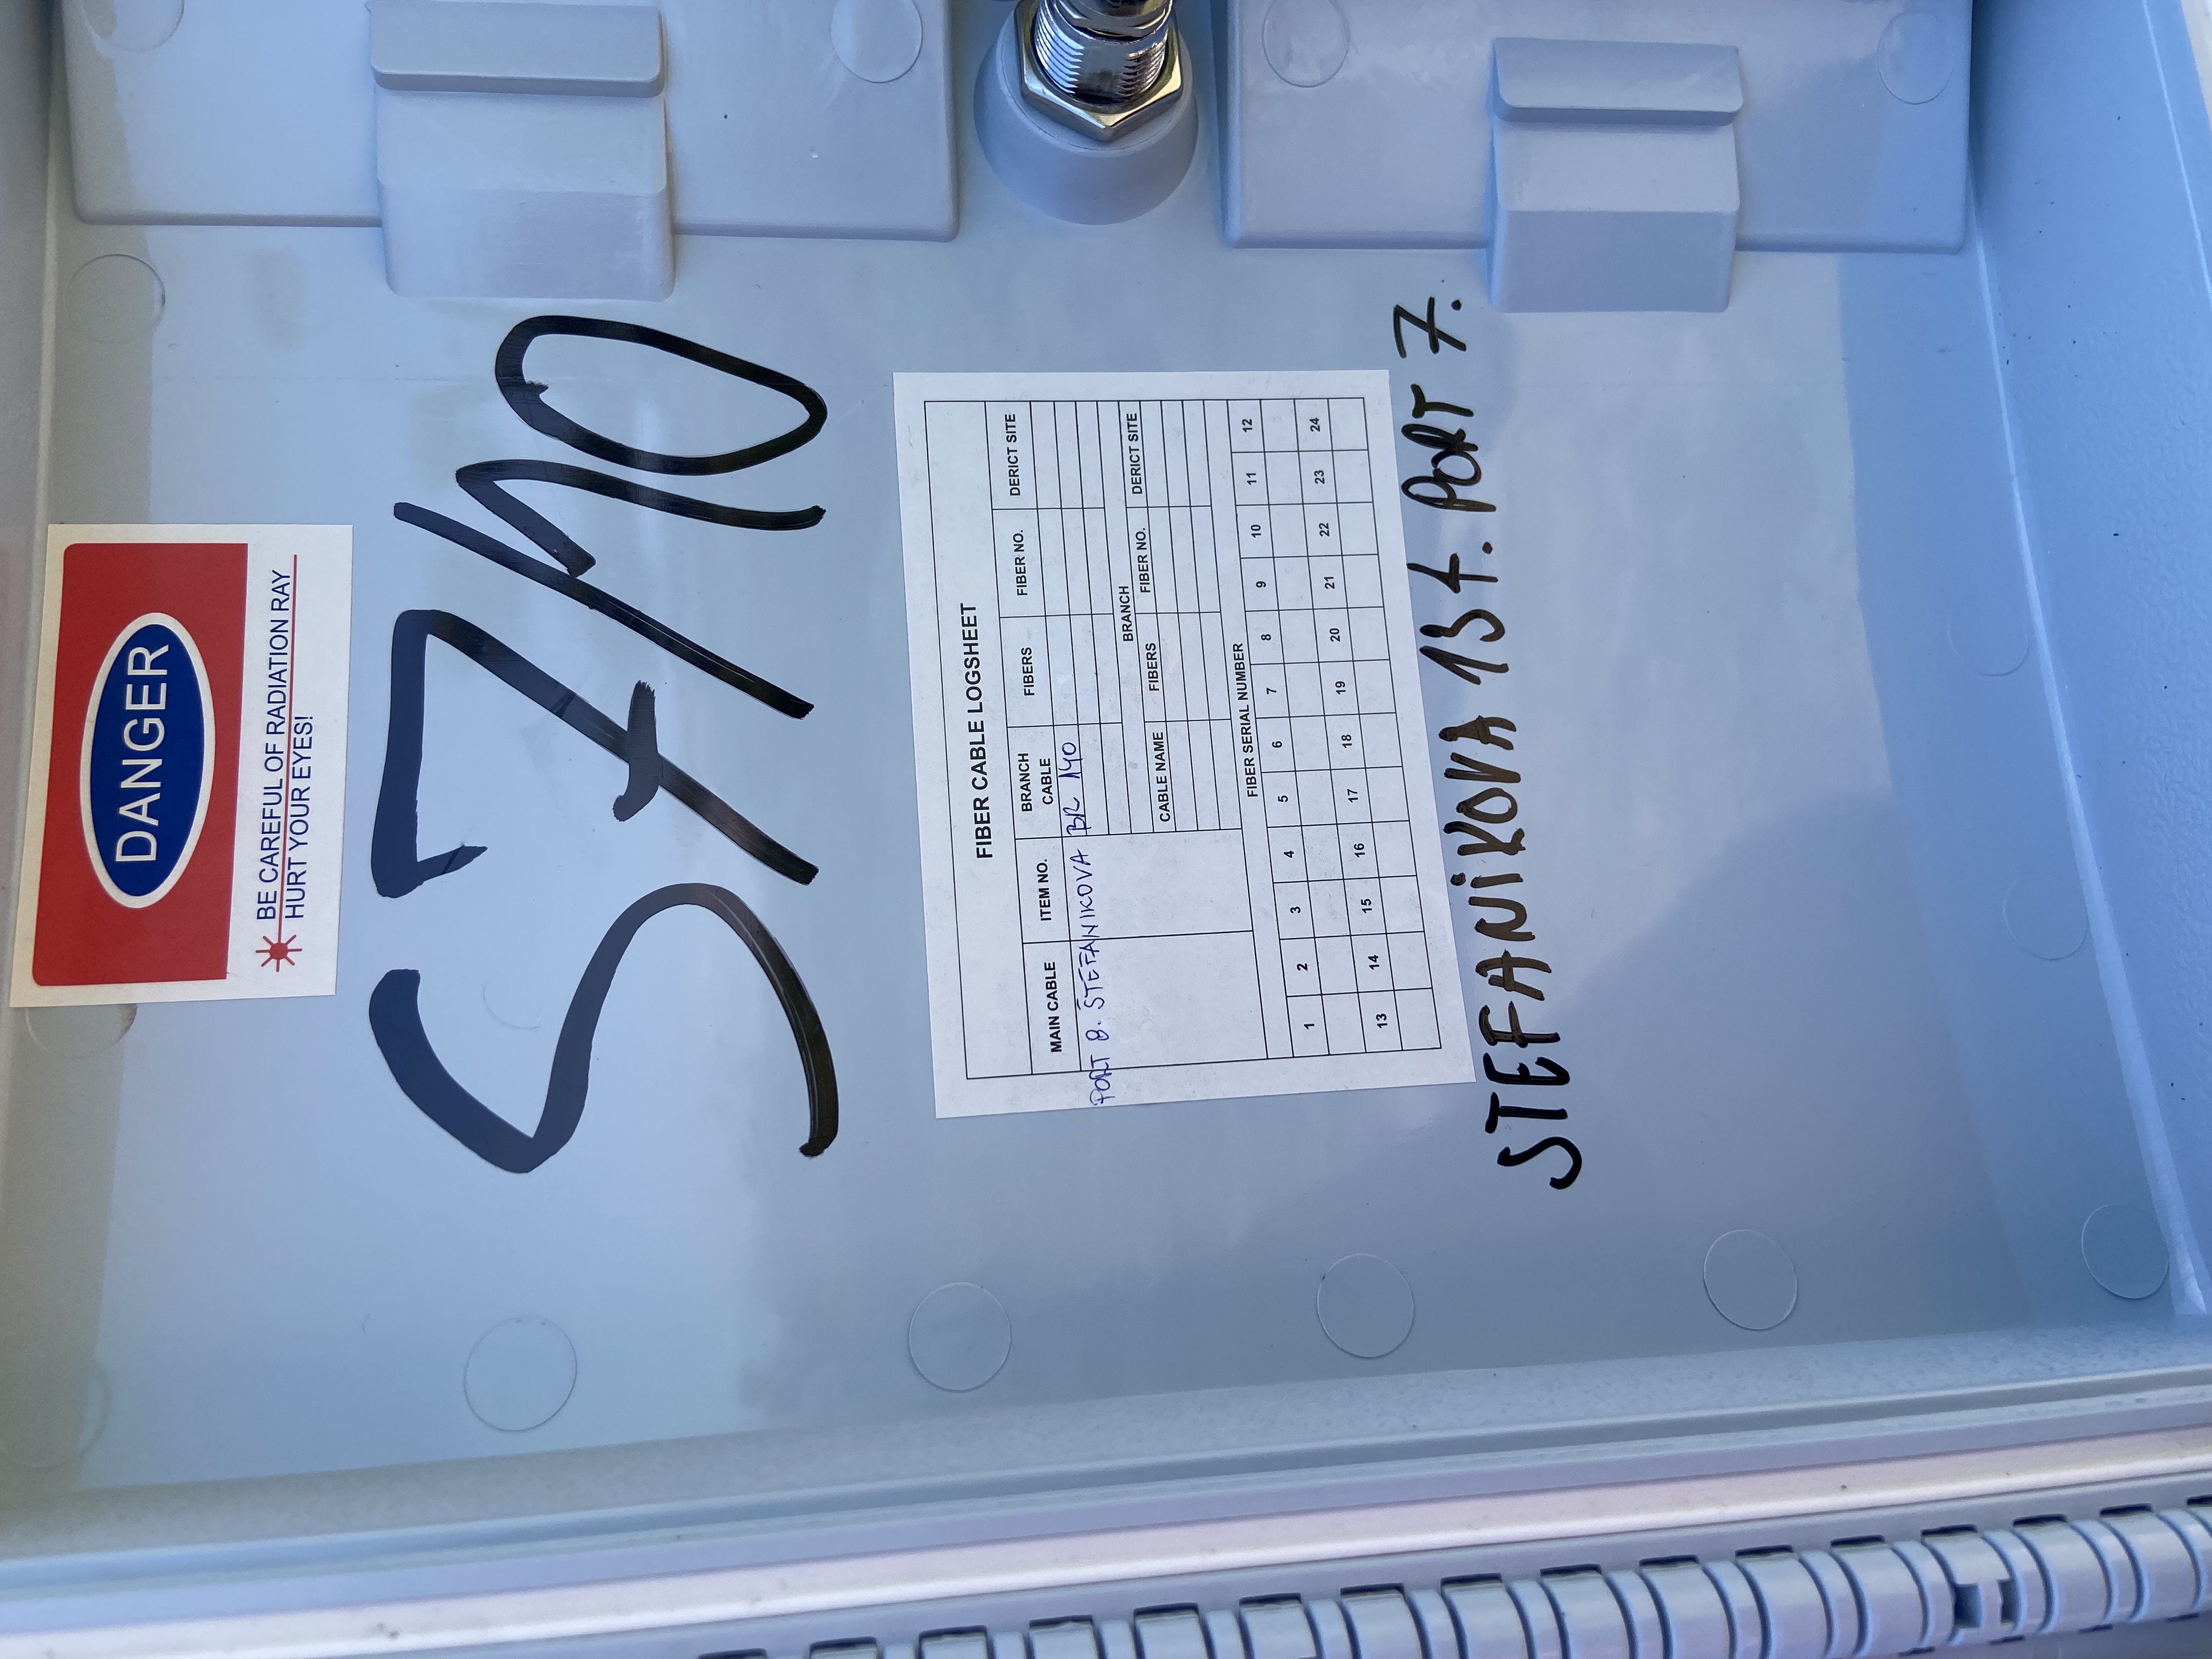 DANGER
BE CAREFUL OF RADIATION RAY
HURT YOUR EYES!
S7/10
FIBER CABLE LOGSHEET
MAIN CABLE ITEM NO. BRANCH CABLE FIBERS FIBER NO. DERICT SITE
PORT 8. ŠTEFANIKOVA BR 140
BRANCH
CABLE NAME FIBERS FIBER NO. DERICT SITE
FIBER SERIAL NUMBER
1 2 3 4 5 6 7 8 9 10 11 12
13 14 15 16 17 18 19 20 21 22 23 24
STEFANiKOVA 134. PORT 7.